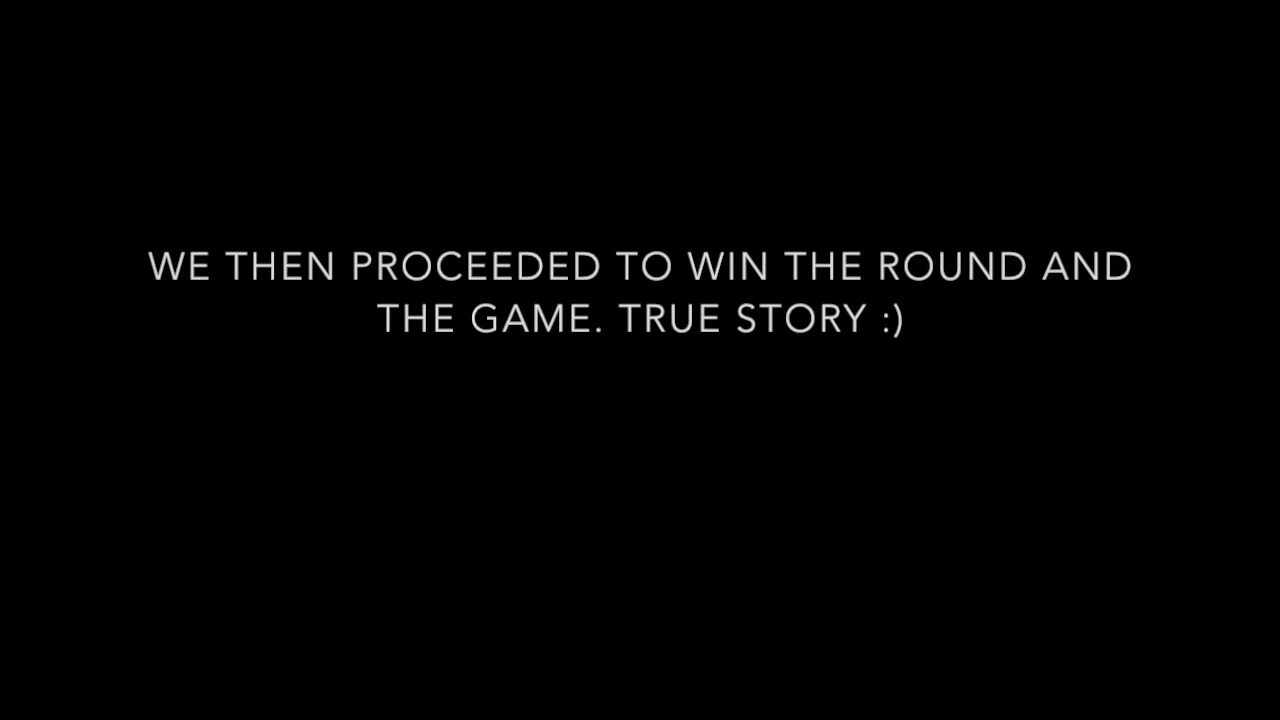 WE THEN PROCEEDED TO WIN THE ROUND AND
THE GAME. TRUE STORY :)